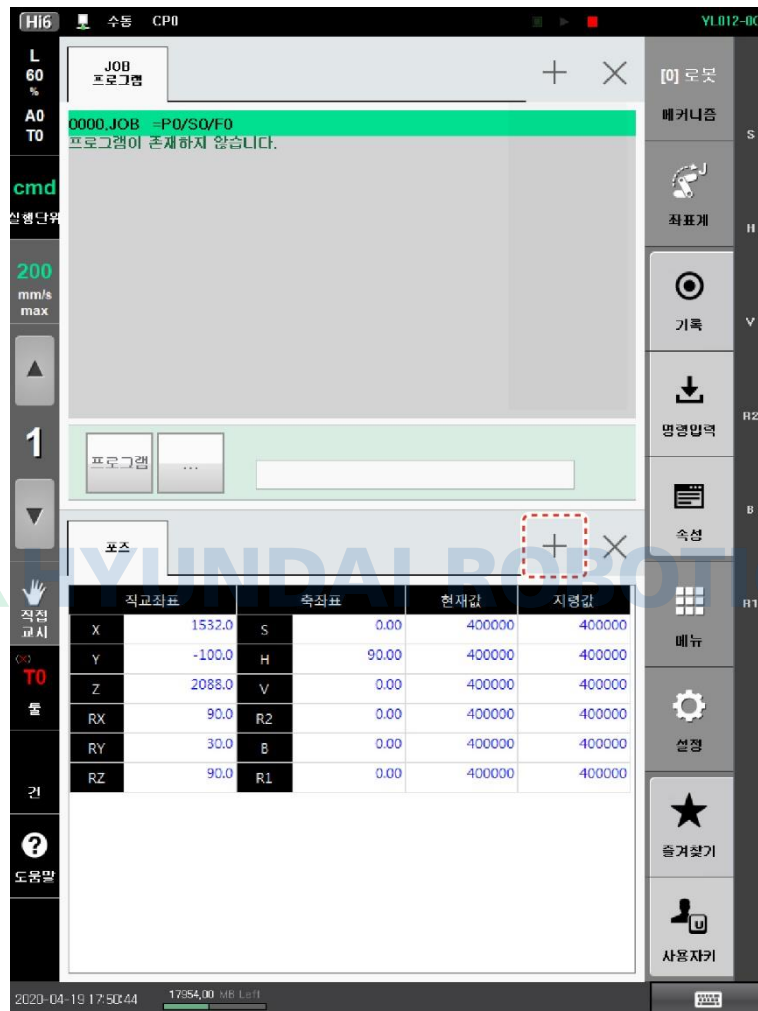 Hi6 수동 CP0 YL012-0
L
60
%
A0
T0
cmd
실행단위
200
mm/s
max
1
직접
교시
(×)
T0
툴
건
?
도움말
JOB
프로그램
0000.JOB =P0/S0/F0
프로그램이 존재하지 않습니다.
프로그램 ...
포즈
직교좌표 축좌표 현재값 지령값
X 1532.0 S 0.00 400000 400000
Y -100.0 H 90.00 400000 400000
Z 2088.0 V 0.00 400000 400000
RX 90.0 R2 0.00 400000 400000
RY 30.0 B 0.00 400000 400000
RZ 90.0 R1 0.00 400000 400000
HYUNDAI ROBOTI
[0] 로봇
메커니즘
J
좌표계
기록
명령입력
속성
메뉴
설정
즐겨찾기
U
사용자키
S
H
V
R2
B
R1
2020-04-19 17:50:44 17954,00 MB Left